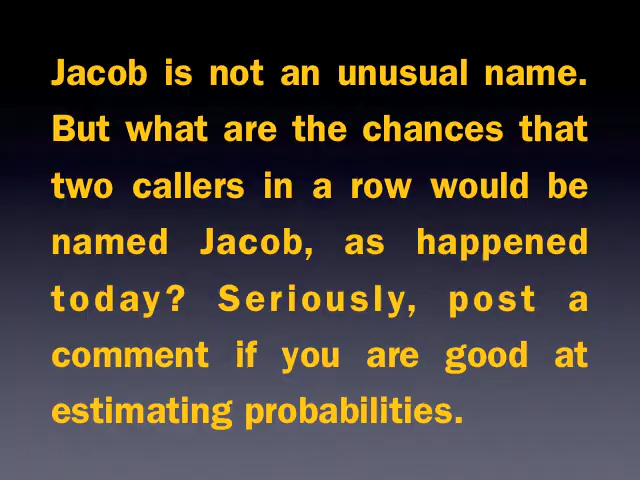 Jacob is not an unusual name.
But what are the chances that
two callers in a row would be
named Jacob, as happened
today? Seriously, post a
comment if you are good at
estimating probabilities.